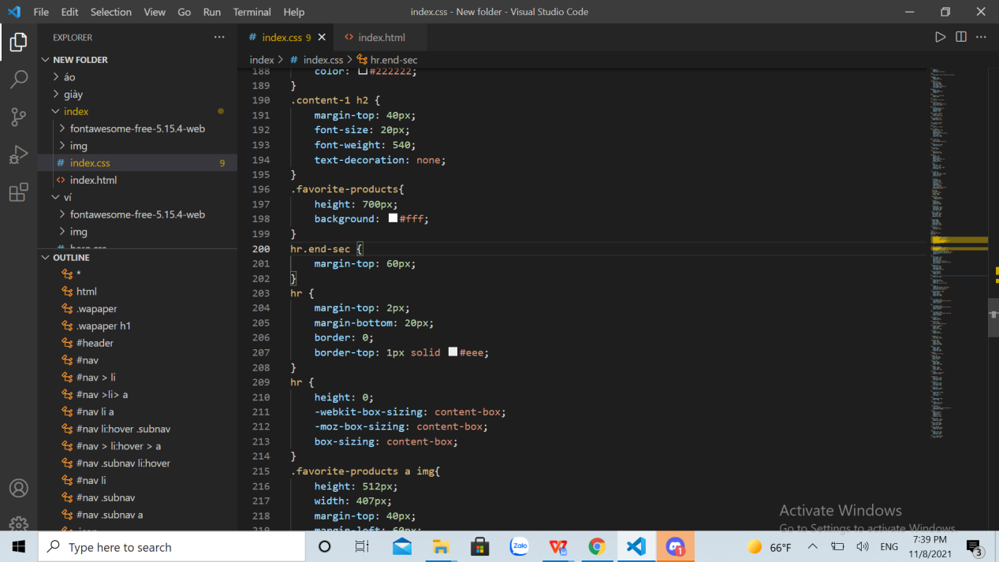 File Edit Selection View Go Run Terminal Help
index.css - New folder - Visual Studio Code
EXPLORER
NEW FOLDER
áo
giày
index
fontawesome-free-5.15.4-web
img
# index.css 9
<> index.html
ví
fontawesome-free-5.15.4-web
img
OUTLINE
*
html
.wapaper
.wapaper h1
#header
#nav
#nav > li
#nav >li> a
#nav li a
#nav li:hover .subnav
#nav > li:hover > a
#nav .subnav li:hover
#nav li
#nav .subnav
#nav .subnav a
# index.css 9
<> index.html
index > # index.css > hr.end-sec
188 color: #222222;
189 }
190 .content-1 h2 {
191 margin-top: 40px;
192 font-size: 20px;
193 font-weight: 540;
194 text-decoration: none;
195 }
196 .favorite-products{
197 height: 700px;
198 background: #fff;
199 }
200 hr.end-sec {
201 margin-top: 60px;
202 }
203 hr {
204 margin-top: 2px;
205 margin-bottom: 20px;
206 border: 0;
207 border-top: 1px solid #eee;
208 }
209 hr {
210 height: 0;
211 -webkit-box-sizing: content-box;
212 -moz-box-sizing: content-box;
213 box-sizing: content-box;
214 }
215 .favorite-products a img{
216 height: 512px;
217 width: 407px;
218 margin-top: 40px;
219 margin-left: 60px;
Activate Windows
Go to Settings to activate Windows.
Type here to search
Zalo
1
66°F
ENG
7:39 PM
11/8/2021
3